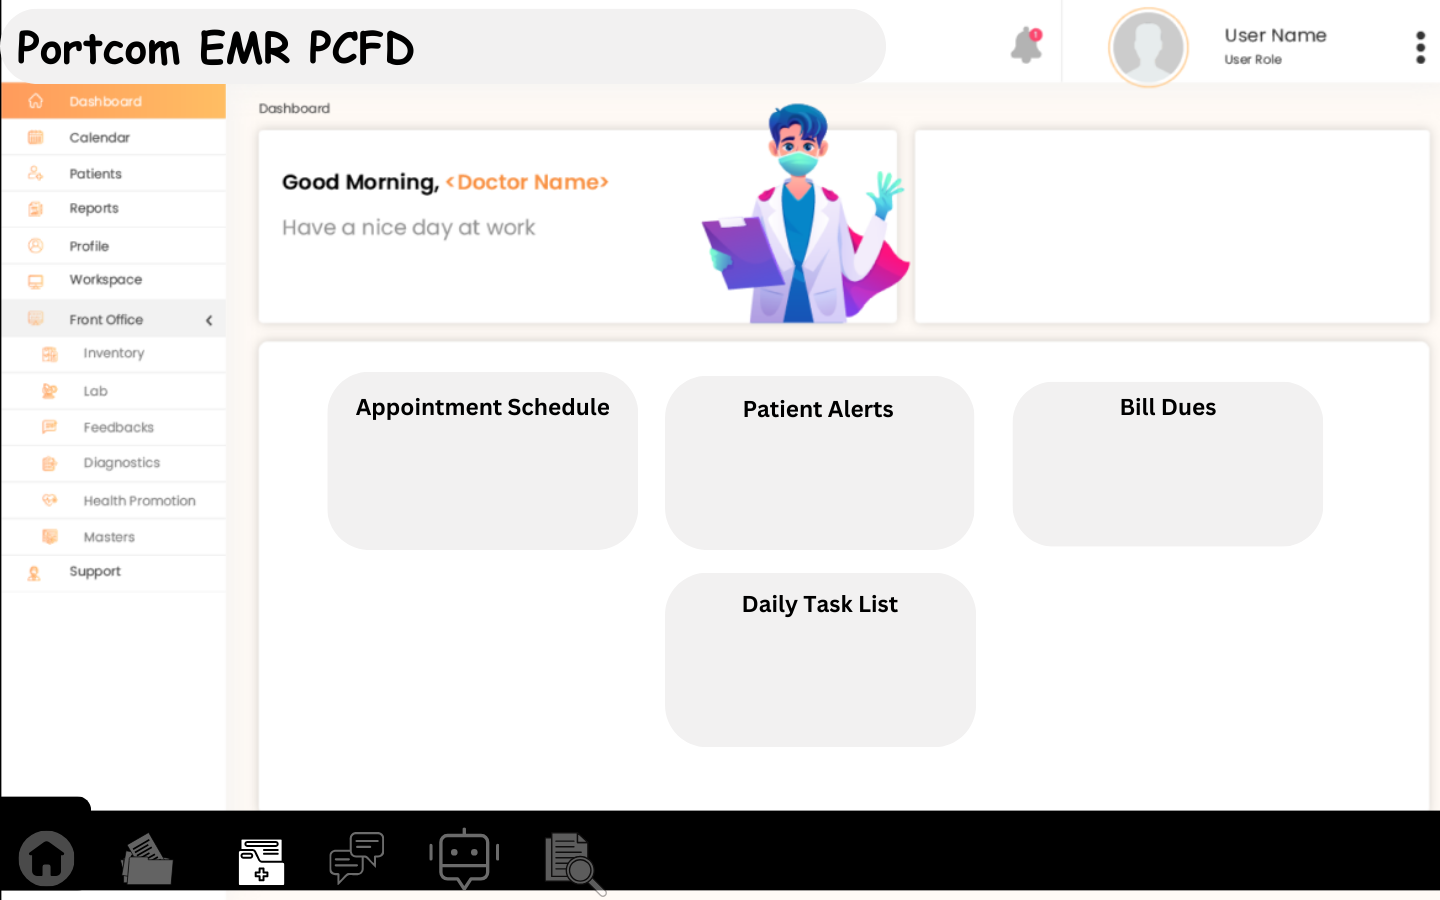 Portcom EMR PCFD
1
User Name
User Role
Dashboard
Calendar
Patients
Reports
Profile
Workspace
Front Office
Inventory
Lab
Feedbacks
Diagnostics
Health Promotion
Masters
Support
Dashboard
Good Morning, <Doctor Name>
Have a nice day at work
Appointment Schedule
Patient Alerts
Bill Dues
Daily Task List